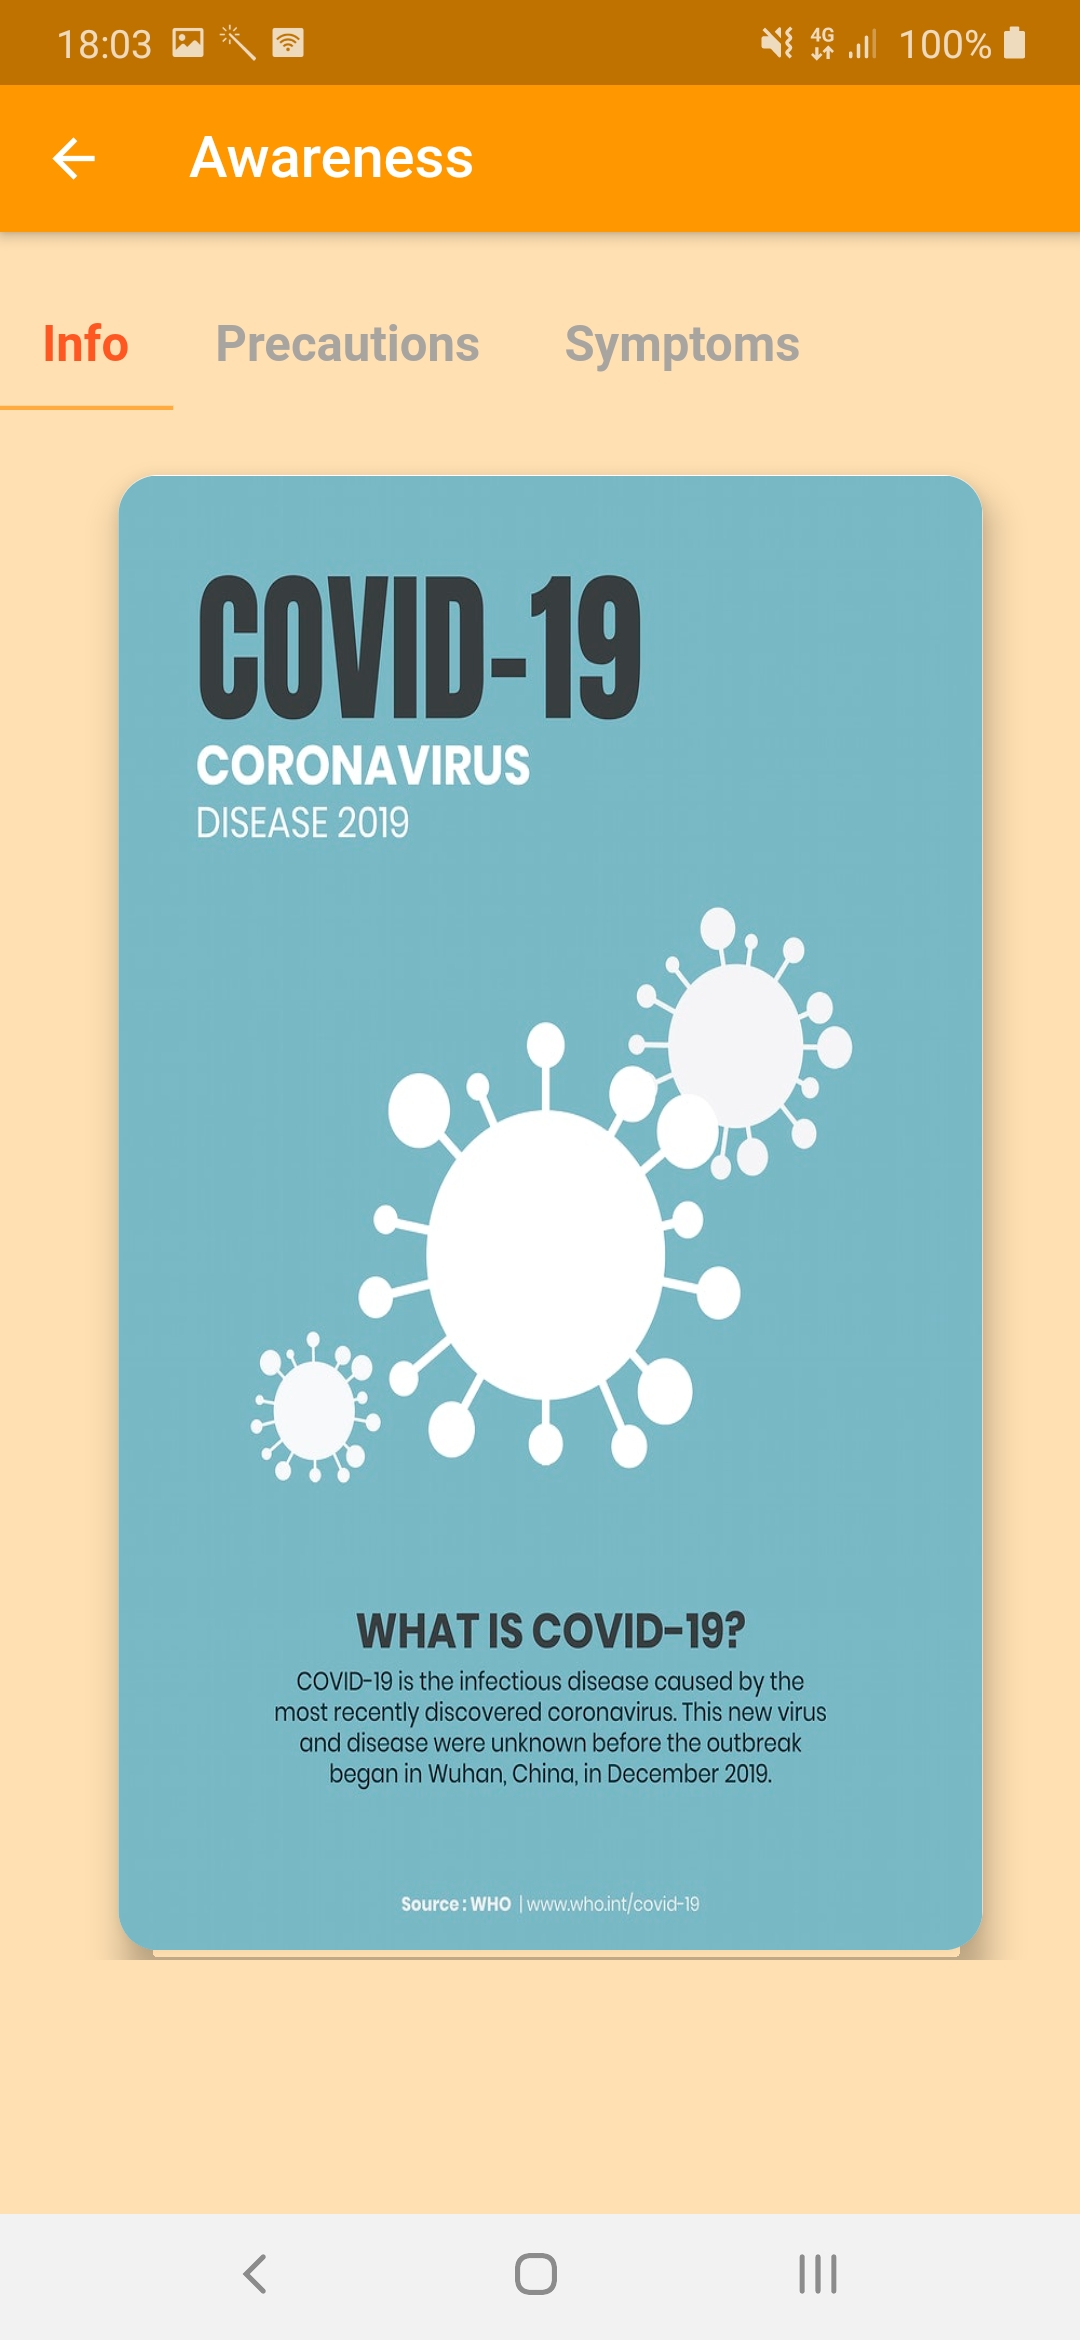 18:03
4G
100%
Awareness
Info Precautions Symptoms
COVID-19
CORONAVIRUS
DISEASE 2019
WHAT IS COVID-19?
COVID-19 is the infectious disease caused by the
most recently discovered coronavirus. This new virus
and disease were unknown before the outbreak
began in Wuhan, China, in December 2019.
Source : WHO | www.who.int/covid-19